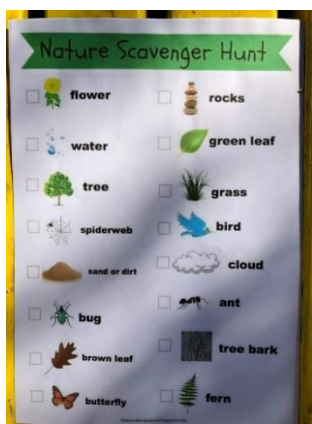 Nature Scavenger Hunt
flower
rocks
water
green leaf
tree
grass
spiderweb
bird
sand or dirt
cloud
bug
ant
brown leaf
tree bark
butterfly
fern